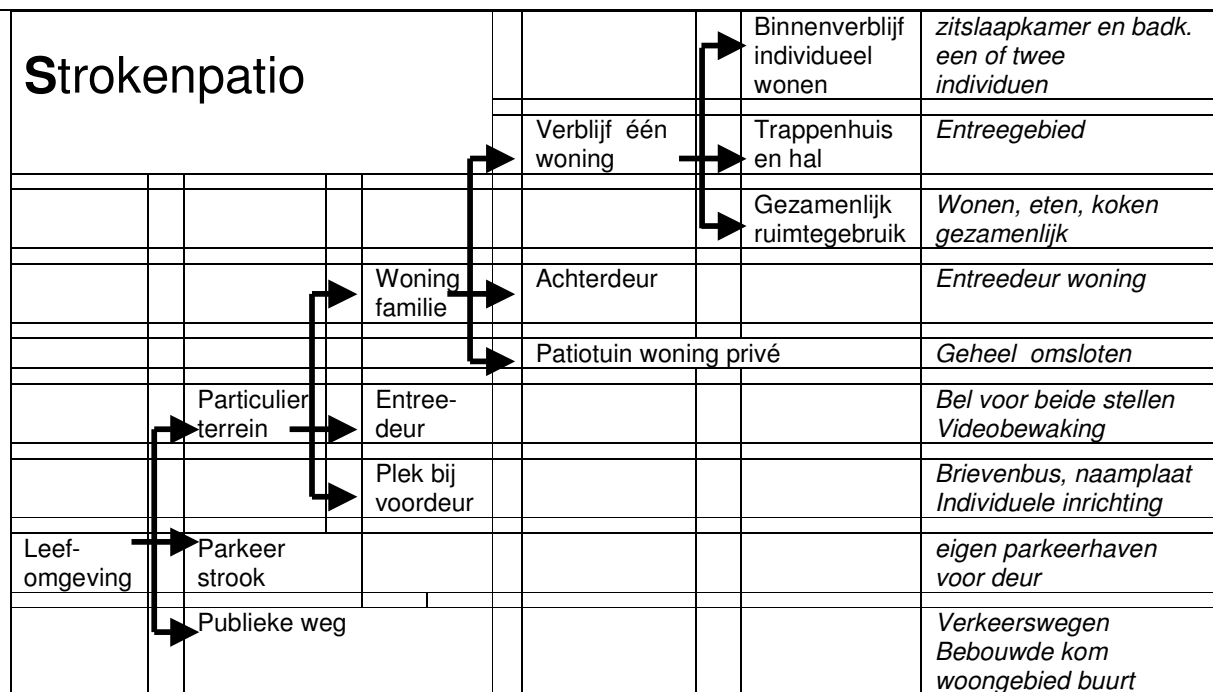 Strokenpatio
Binnenverblijf
individueel
wonen
zitslaapkamer en badk.
een of twee
individuen
Verblijf één
woning
Trappenhuis
en hal
Entreegebied
Gezamenlijk
ruimtegebruik
Wonen, eten, koken
gezamenlijk
Woning
familie
Achterdeur
Entreedeur woning
Patiotuin woning privé
Geheel omsloten
Particulier
terrein
Entree-
deur
Bel voor beide stellen
Videobewaking
Plek bij
voordeur
Brievenbus, naamplaat
Individuele inrichting
Leef-
omgeving
Parkeer
strook
eigen parkeerhaven
voor deur
Publieke weg
Verkeerswegen
Bebouwde kom
woongebied buurt